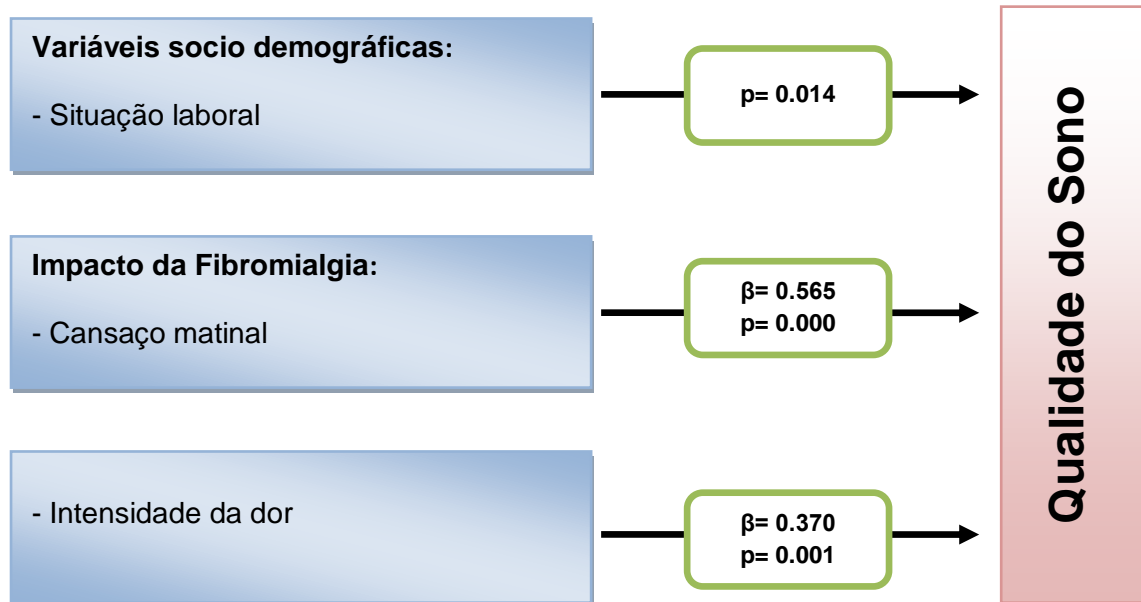 Variáveis socio demográficas:
- Situação laboral
p= 0.014
Impacto da Fibromialgia:
- Cansaço matinal
β= 0.565
p= 0.000
- Intensidade da dor
β= 0.370
p= 0.001
Qualidade do Sono